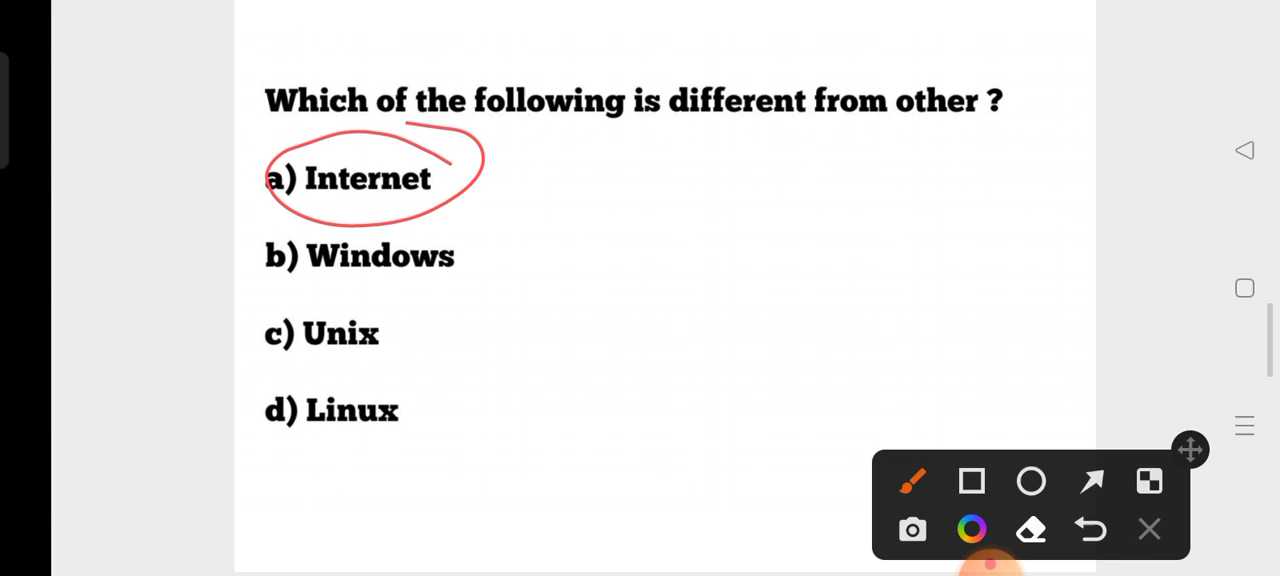 Which of the following is different from other ?
a) Internet
b) Windows
c) Unix
d) Linux